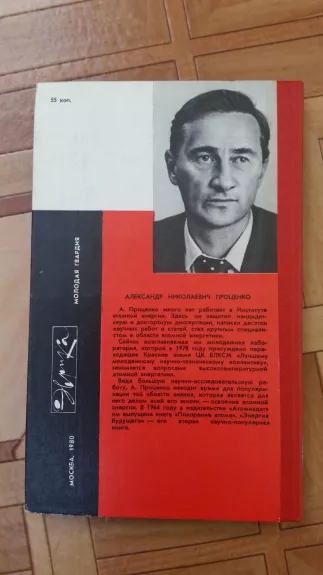 55 коп.
АЛЕКСАНДР НИКОЛАЕВИЧ ПРОЦЕНКО
А. Проценко много лет работает в Институте
атомной энергии. Здесь он защитил кандидат-
скую и докторскую диссертации, написал десятки
научных работ и статей, стал крупным специали-
стом в области атомной энергетики.
Сейчас возглавляемая им молодежная лабо-
ратория, которой в 1978 году присуждено пере-
ходящее Красное знамя ЦК ВЛКСМ «Лучшему
молодежному научно-техническому коллективу»,
занимается вопросами высокотемпературной
атомной энергетики.
Ведя большую научно-исследовательскую ра-
боту, А. Проценко находит время для популяри-
зации той области знания, которая является для
него делом всей его жизни, — освоение атомной
энергии. В 1964 году в издательстве «Атомиздат»
им выпущена книга «Покорение атома». «Энергия
будущего» — его вторая научно-популярная
книга.
МОЛОДАЯ ГВАРДИЯ
Эврика
МОСКВА, 1980